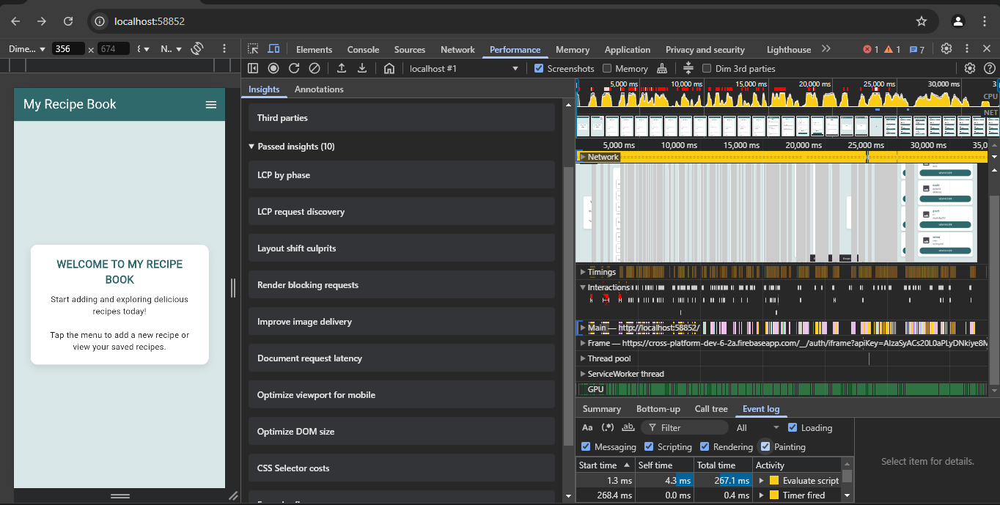 localhost:58852
Dime... 356 × 674 N..
Elements Console Sources Network Performance Memory Application Privacy and security Lighthouse 1 1 7
localhost #1 Screenshots Memory Dim 3rd parties
My Recipe Book
WELCOME TO MY RECIPE
BOOK
Start adding and exploring delicious
recipes today!
Tap the menu to add a new recipe or
view your saved recipes.
Insights Annotations
Third parties
Passed insights (10)
LCP by phase
LCP request discovery
Layout shift culprits
Render blocking requests
Improve image delivery
Document request latency
Optimize viewport for mobile
Optimize DOM size
CSS Selector costs
5,000 ms 10,000 ms 15,000 ms 20,000 ms 25,000 ms 30,000 ms
CPU
NET
5,000 ms 10,000 ms 15,000 ms 20,000 ms 25,000 ms 30,000 ms 35,0
Network
Timings
Interactions
Main — http://localhost:58852/
Frame — https://cross-platform-dev-6-2a.firebaseapp.com/__/auth/iframe?apiKey=
Thread pool
ServiceWorker thread
GPU
Summary Bottom-up Call tree Event log
Aa (.*) ab Filter All Loading
Messaging Scripting Rendering Painting
Start time Self time Total time Activity
1.3 ms 4.3 ms 267.1 ms Evaluate script
268.4 ms 0.0 ms 0.4 ms Timer fired
Select item for details.